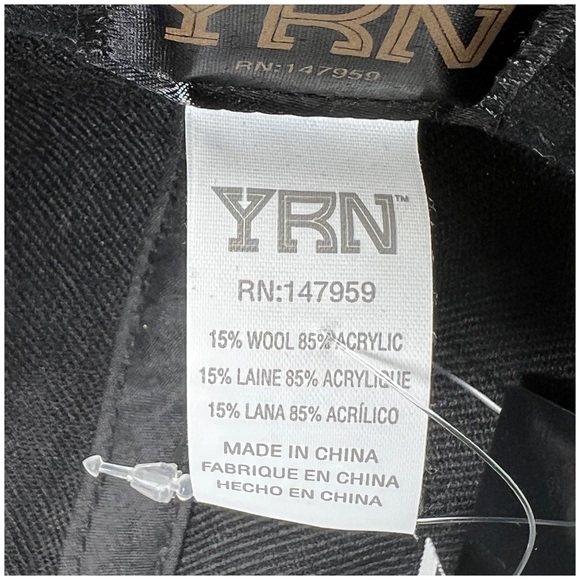 YRN
RN:147959
YRN™
RN:147959
15% WOOL 85% ACRYLIC
15% LAINE 85% ACRYLIQUE
15% LANA 85% ACRÍLICO
MADE IN CHINA
FABRIQUE EN CHINA
HECHO EN CHINA